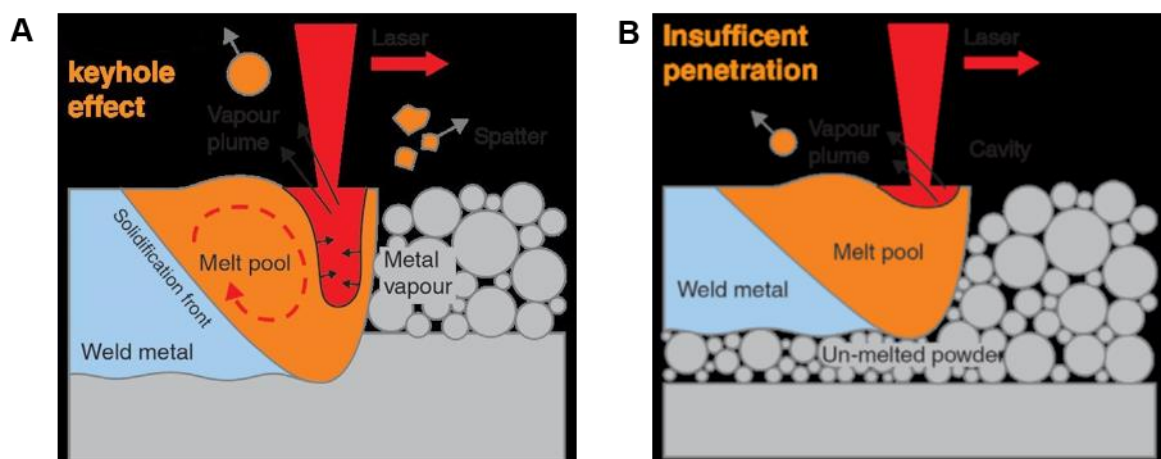 A
keyhole
effect
Laser
Vapour
plume
Spatter
Solidification front
Melt pool
Metal
vapour
Weld metal
B
Insufficent
penetration
Laser
Vapour
plume
Cavity
Melt pool
Weld metal
Un-melted powder